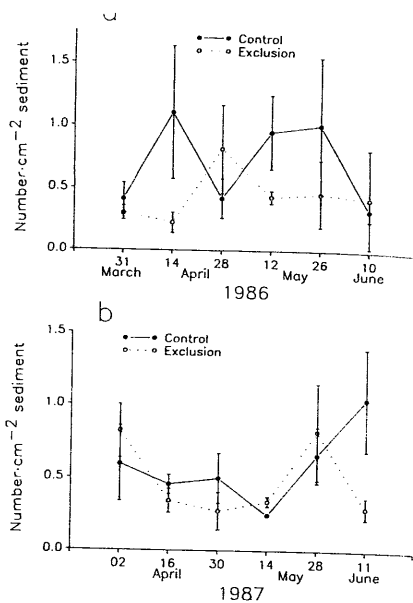 a
Control
Exclusion
Number·cm⁻² sediment
1.5
1.0
0.5
0.0
31 14 28 12 26 10
March April May June
1986
b
Control
Exclusion
Number·cm⁻² sediment
1.5
1.0
0.5
0.0
02 16 30 14 28 11
April May June
1987